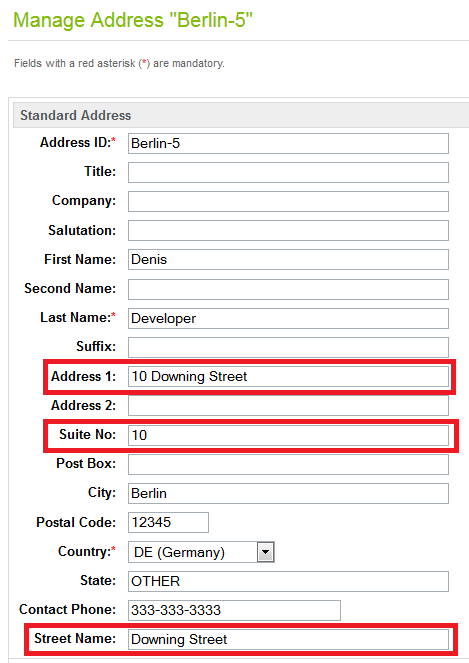 Manage Address "Berlin-5"
Fields with a red asterisk (*) are mandatory.
Standard Address
Address ID:* Berlin-5
Title:
Company:
Salutation:
First Name: Denis
Second Name:
Last Name:* Developer
Suffix:
Address 1: 10 Downing Street
Address 2:
Suite No: 10
Post Box:
City: Berlin
Postal Code: 12345
Country:* DE (Germany)
State: OTHER
Contact Phone: 333-333-3333
Street Name: Downing Street